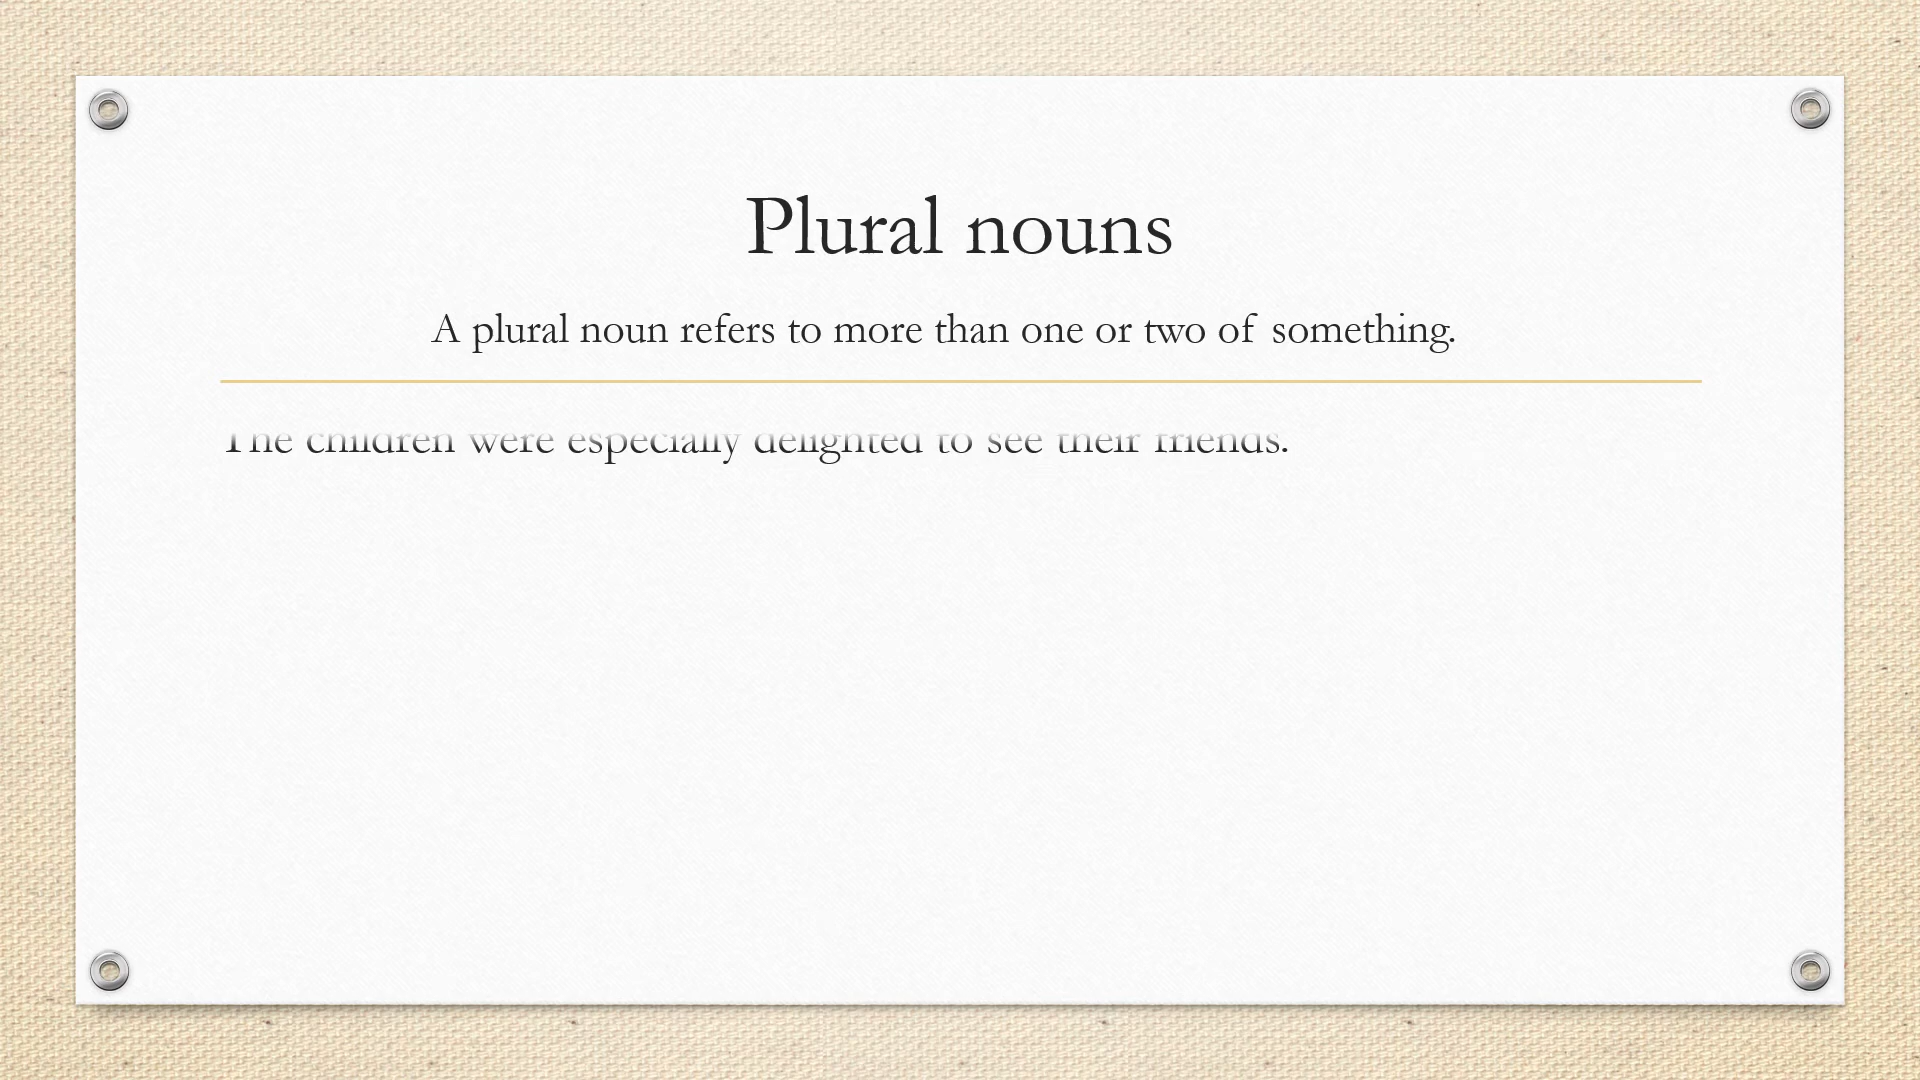 Plural nouns
A plural noun refers to more than one or two of something.
The children were especially delighted to see their friends.